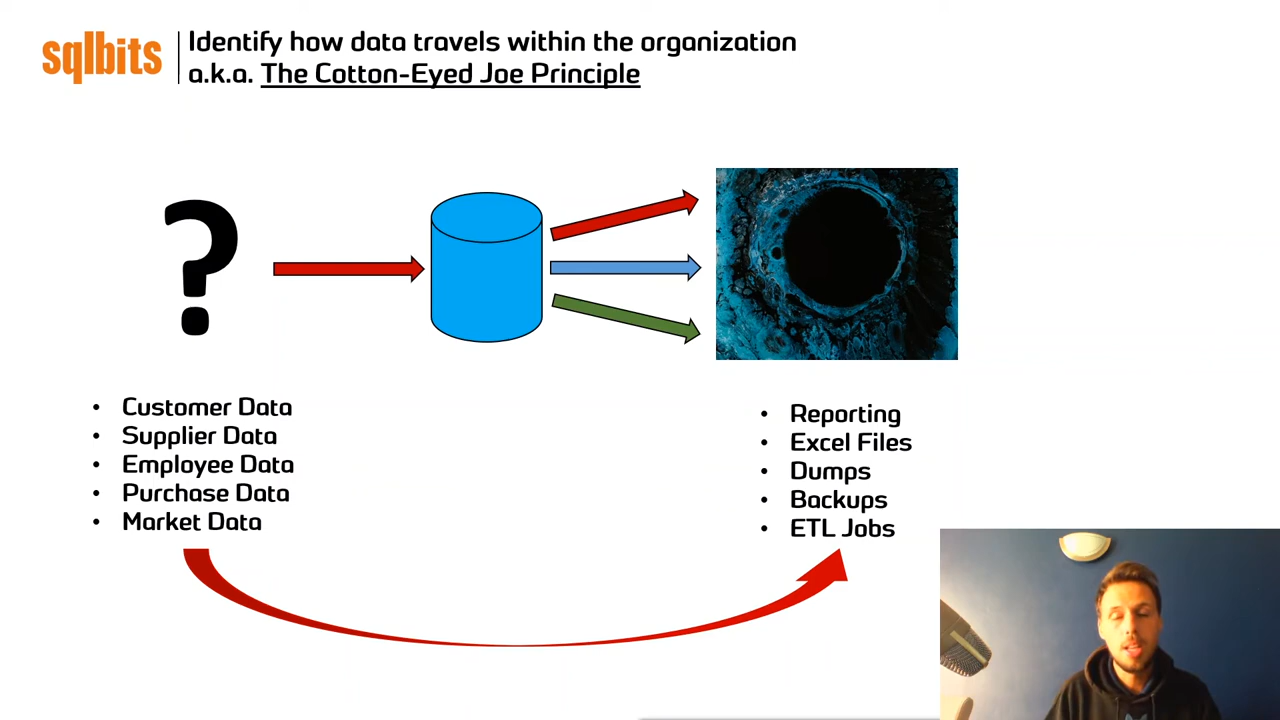 sqlbits
Identify how data travels within the organization
a.k.a. The Cotton-Eyed Joe Principle
?
• Customer Data
• Supplier Data
• Employee Data
• Purchase Data
• Market Data
• Reporting
• Excel Files
• Dumps
• Backups
• ETL Jobs